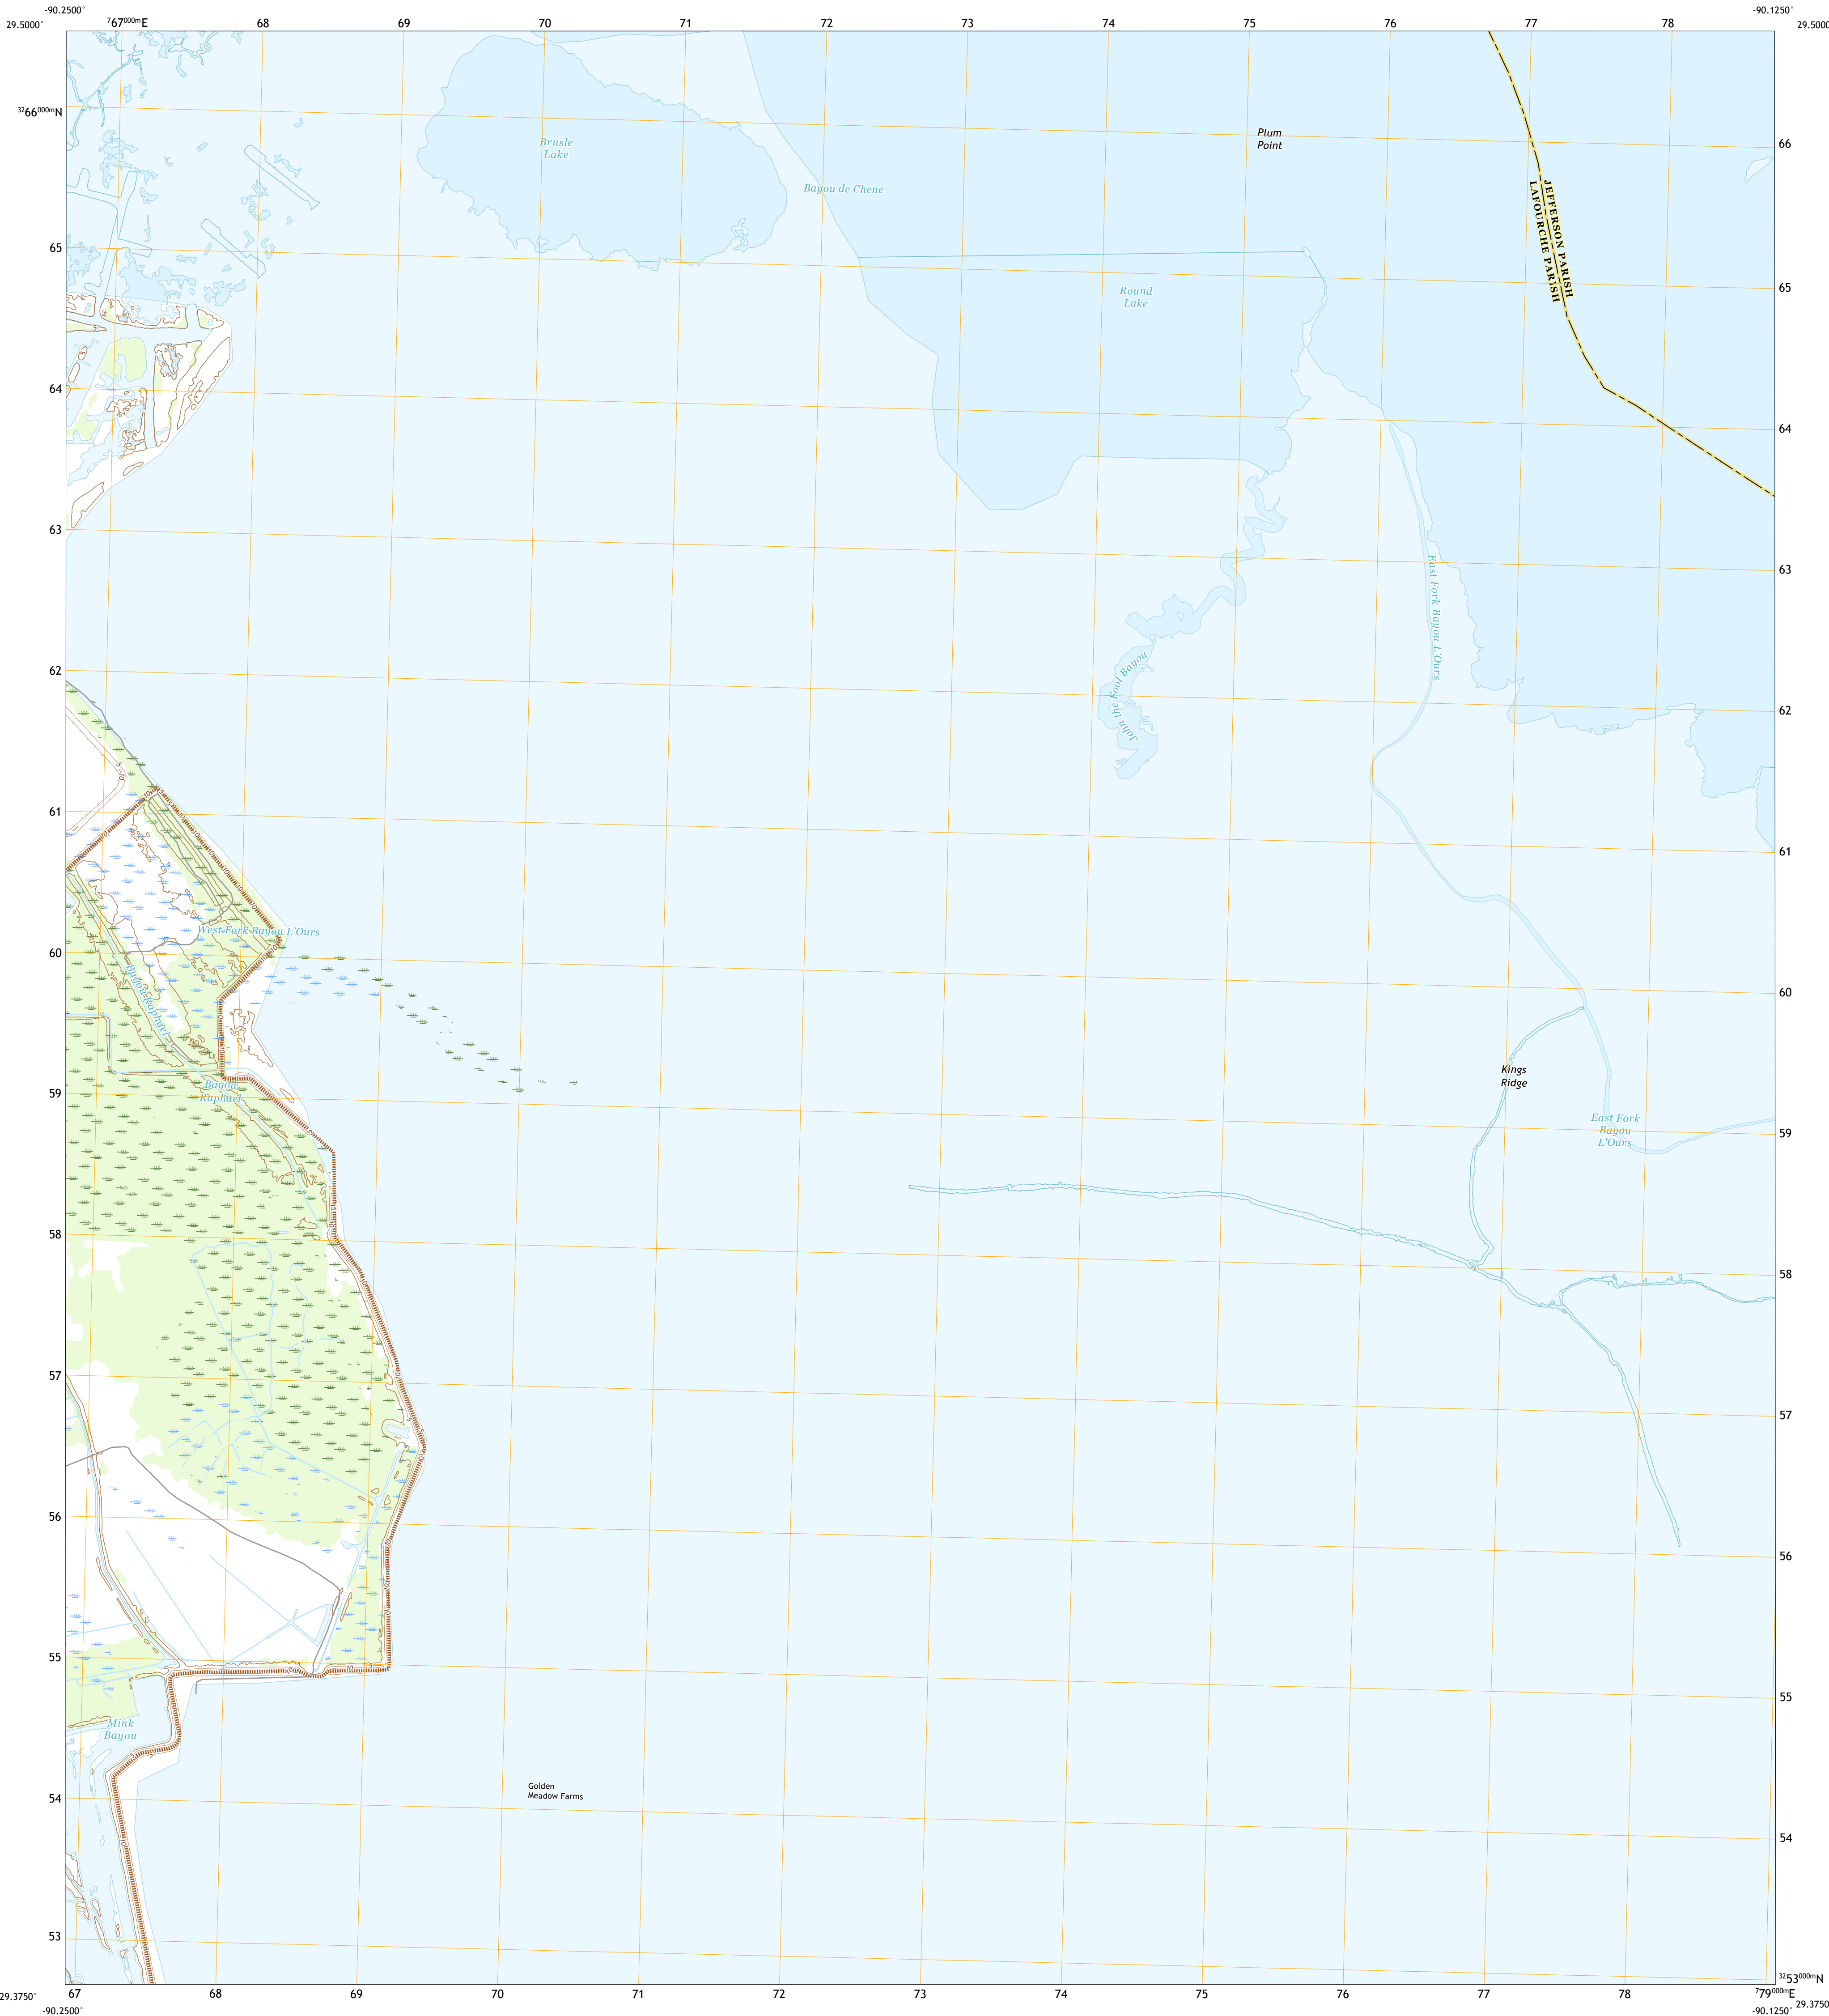 -90.2500°
-90.1250°
29.5000°
⁷67⁰⁰⁰ᵐE 68 69 70 71 72 73 74 75 76 77 78
29.5000
³²66⁰⁰⁰ᵐN
66
65
65
64
64
63
63
62
62
61
61
60
60
59
59
58
58
57
57
56
56
55
55
54
54
53
³²53⁰⁰⁰ᵐN
Brusle
Lake
Plum
Point
Bayou de Chene
JEFFERSON PARISH
LAFOURCHE PARISH
Round
Lake
East Fork Bayou L'Ours
John the Fool Bayou
West Fork Bayou L'Ours
Bayou Raphael
Bayou
Raphael
Kings
Ridge
East Fork
Bayou
L'Ours
Mink
Bayou
Golden
Meadow Farms
29.3750°
67 68 69 70 71 72 73 74 75 76 77 78 ⁷79⁰⁰⁰ᵐE
29.3750
-90.2500°
-90.1250°